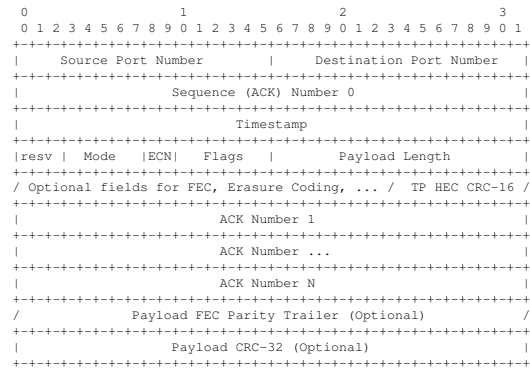 0                   1                   2                   3
 0 1 2 3 4 5 6 7 8 9 0 1 2 3 4 5 6 7 8 9 0 1 2 3 4 5 6 7 8 9 0 1
+-+-+-+-+-+-+-+-+-+-+-+-+-+-+-+-+-+-+-+-+-+-+-+-+-+-+-+-+-+-+-+-+
|     Source Port Number        |    Destination Port Number    |
+-+-+-+-+-+-+-+-+-+-+-+-+-+-+-+-+-+-+-+-+-+-+-+-+-+-+-+-+-+-+-+-+
|                   Sequence (ACK) Number 0                     |
+-+-+-+-+-+-+-+-+-+-+-+-+-+-+-+-+-+-+-+-+-+-+-+-+-+-+-+-+-+-+-+-+
|                           Timestamp                           |
+-+-+-+-+-+-+-+-+-+-+-+-+-+-+-+-+-+-+-+-+-+-+-+-+-+-+-+-+-+-+-+-+
|resv |  Mode   |ECN|   Flags   |        Payload Length         |
+-+-+-+-+-+-+-+-+-+-+-+-+-+-+-+-+-+-+-+-+-+-+-+-+-+-+-+-+-+-+-+-+
/ Optional fields for FEC, Erasure Coding, ... /  TP HEC CRC-16 /
+-+-+-+-+-+-+-+-+-+-+-+-+-+-+-+-+-+-+-+-+-+-+-+-+-+-+-+-+-+-+-+-+
|                         ACK Number 1                          |
+-+-+-+-+-+-+-+-+-+-+-+-+-+-+-+-+-+-+-+-+-+-+-+-+-+-+-+-+-+-+-+-+
|                         ACK Number ...                        |
+-+-+-+-+-+-+-+-+-+-+-+-+-+-+-+-+-+-+-+-+-+-+-+-+-+-+-+-+-+-+-+-+
|                         ACK Number N                          |
+-+-+-+-+-+-+-+-+-+-+-+-+-+-+-+-+-+-+-+-+-+-+-+-+-+-+-+-+-+-+-+-+
/              Payload FEC Parity Trailer (Optional)            /
+-+-+-+-+-+-+-+-+-+-+-+-+-+-+-+-+-+-+-+-+-+-+-+-+-+-+-+-+-+-+-+-+
|                   Payload CRC-32 (Optional)                   |
+-+-+-+-+-+-+-+-+-+-+-+-+-+-+-+-+-+-+-+-+-+-+-+-+-+-+-+-+-+-+-+-+